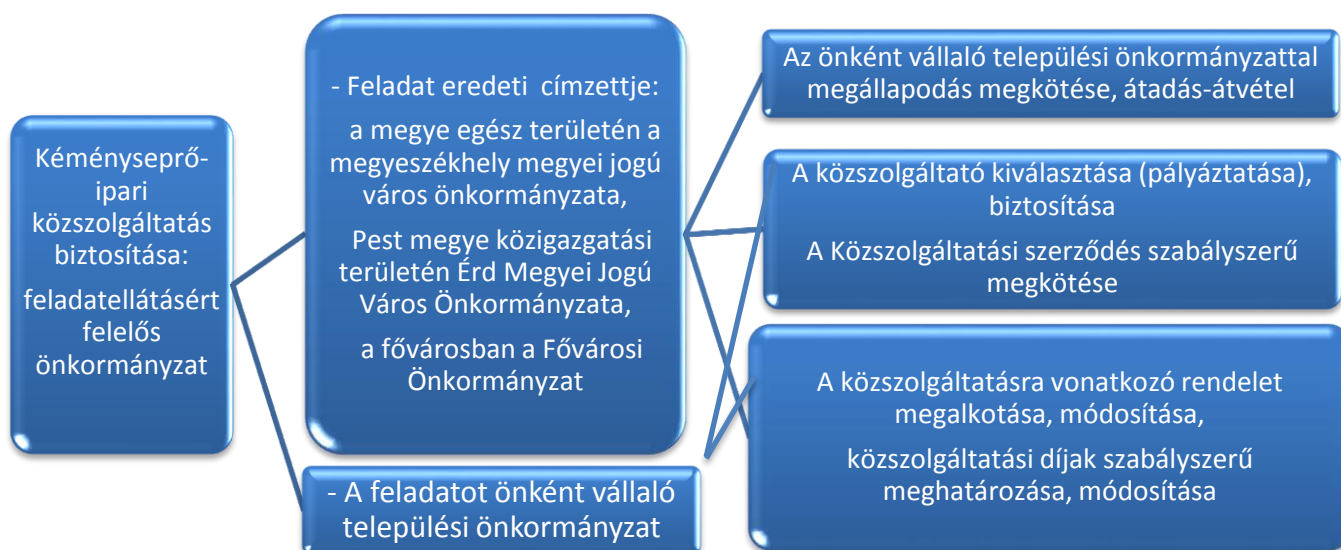 Kéményseprő-
ipari
közszolgáltatás
biztosítása:
feladatellátásért
felelős
önkormányzat
- Feladat eredeti címzettje:
a megye egész területén a
megyeszékhely megyei jogú
város önkormányzata,
Pest megye közigazgatási
területén Érd Megyei Jogú
Város Önkormányzata,
a fővárosban a Fővárosi
Önkormányzat
- A feladatot önként vállaló
települési önkormányzat
Az önként vállaló települési önkormányzattal
megállapodás megkötése, átadás-átvétel
A közszolgáltató kiválasztása (pályáztatása),
biztosítása
A Közszolgáltatási szerződés szabályszerű
megkötése
A közszolgáltatásra vonatkozó rendelet
megalkotása, módosítása,
közszolgáltatási díjak szabályszerű
meghatározása, módosítása